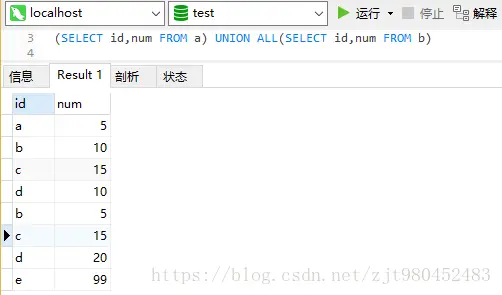 localhost test 运行 停止 解释
3 (SELECT id,num FROM a) UNION ALL(SELECT id,num FROM b)
4
信息 Result 1 剖析 状态
id num
a 5
b 10
c 15
d 10
b 5
c 15
d 20
e 99
https://blog.csdn.net/zjt980452483